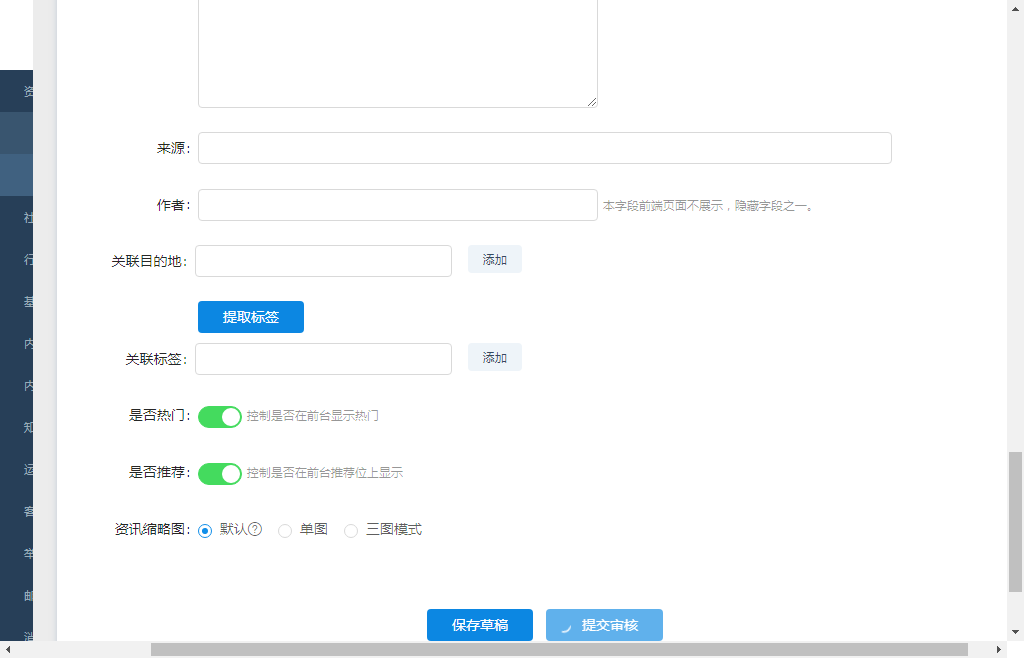 来源:
作者:
本字段前端页面不展示，隐藏字段之一。
关联目的地:
添加
提取标签
关联标签:
添加
是否热门:
控制是否在前台显示热门
是否推荐:
控制是否在前台推荐位上显示
资讯缩略图:
默认?
单图
三图模式
保存草稿
提交审核
资
社
行
基
内
内
知
运
客
举
邮